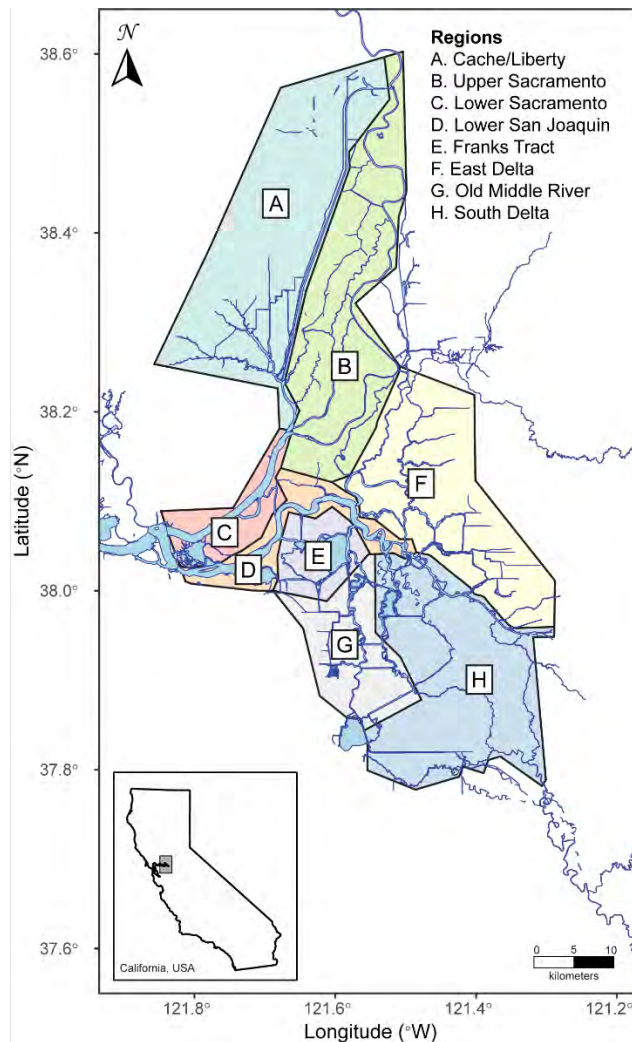 N
Regions
A. Cache/Liberty
B. Upper Sacramento
C. Lower Sacramento
D. Lower San Joaquin
E. Franks Tract
F. East Delta
G. Old Middle River
H. South Delta
38.6
38.4
38.2
38.0
37.8
37.6
Latitude (°N)
A
B
C
D
E
F
G
H
California, USA
0 5 10
kilometers
121.8 121.6 121.4 121.2
Longitude (°W)